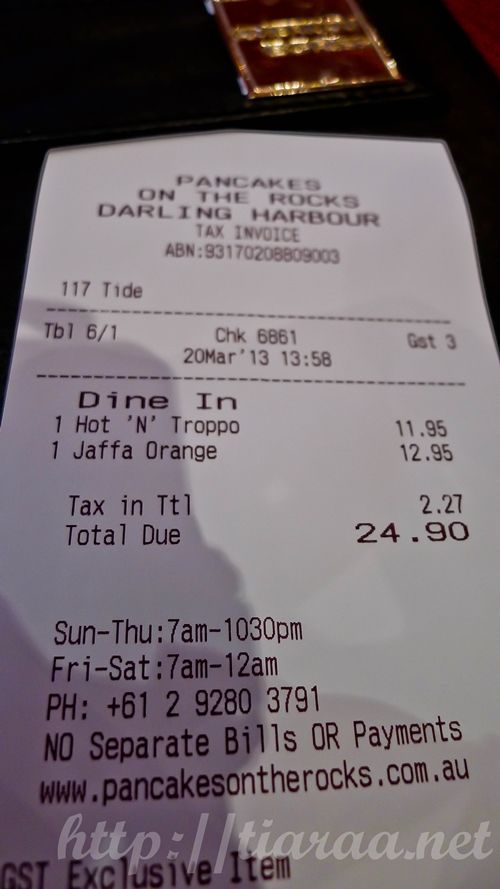 PANCAKES
ON THE ROCKS
DARLING HARBOUR
TAX INVOICE
ABN:93170208809003
117 Tide
Tbl 6/1 Chk 6861 Gst 3
20Mar'13 13:58
Dine In
1 Hot 'N' Troppo 11.95
1 Jaffa Orange 12.95
Tax in Ttl 2.27
Total Due 24.90
Sun-Thu:7am-1030pm
Fri-Sat:7am-12am
PH: +61 2 9280 3791
NO Separate Bills OR Payments
www.pancakesontherocks.com.au
http://tiaraa.net
GST Exclusive Item